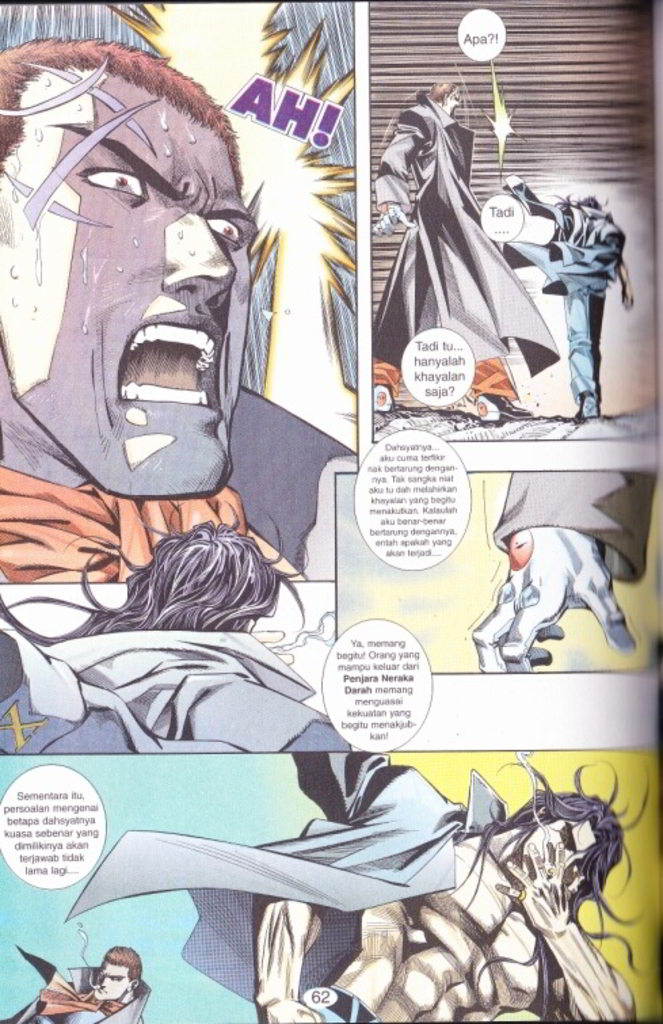 AH!
Apa?!
Tadi
....
Tadi tu...
hanyalah
khayalan
saja?
Dahsyatnya...
aku cuma terfikir
nak bertarung dengan-
nya. Tak sangka niat
aku tu dah melahirkan
khayalan yang begitu
menakutkan. Kalaulah
aku benar-benar
bertarung dengannya,
entah apakah yang
akan terjadi....
Ya, memang
begitu! Orang yang
mampu keluar dari
Penjara Neraka
Darah memang
menguasai
kekuatan yang
begitu menakjub-
kan!
Sementara itu,
persoalan mengenai
betapa dahsyatnya
kuasa sebenar yang
dimilikinya akan
terjawab tidak
lama lagi....
62